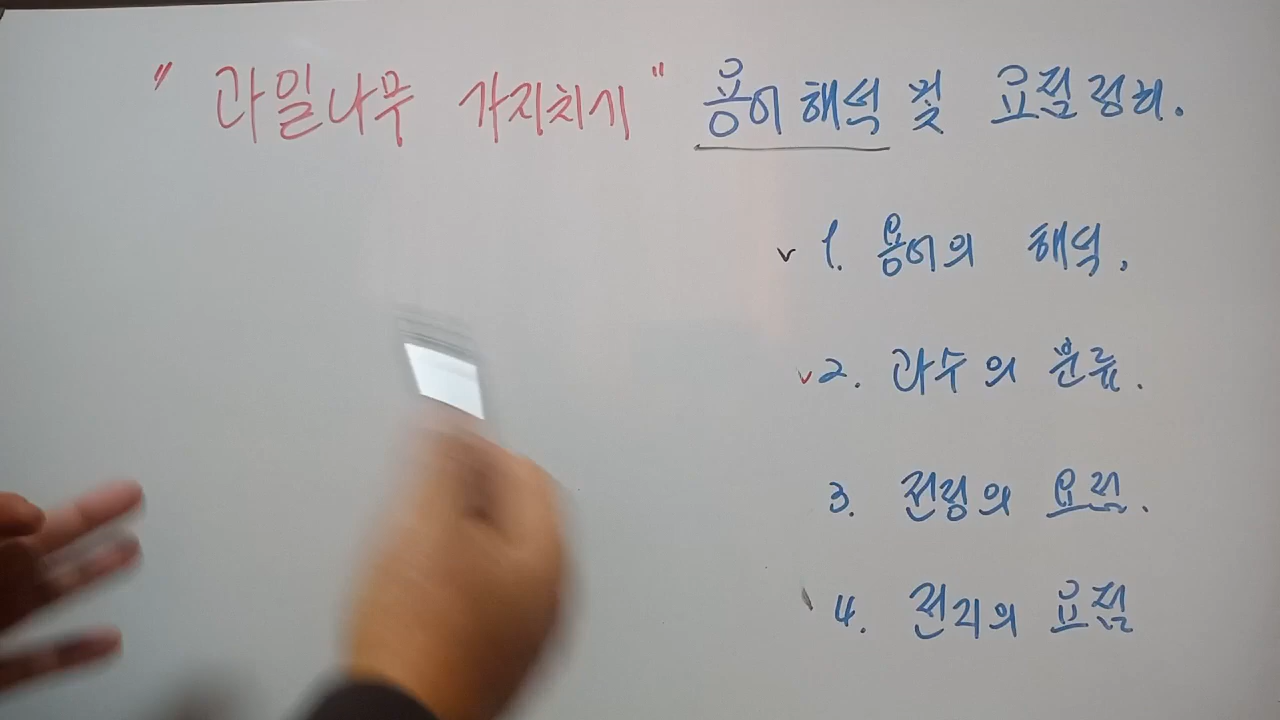 " 과일나무 가지치기 " 용어 해석 및 요점 정리.
✓ 1. 용어의 해석.
✓ 2. 과수의 분류.
3. 전정의 요점.
4. 전지의 요점